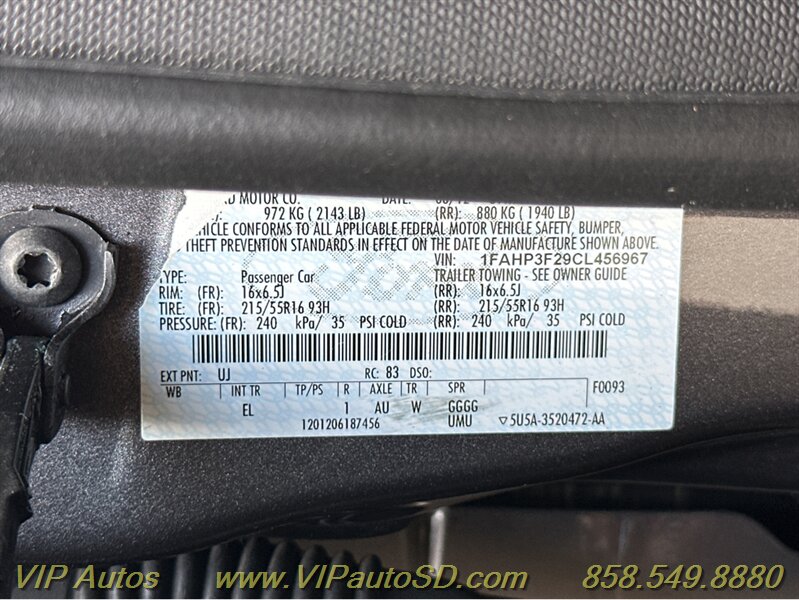 MOTOR CO.
972 KG ( 2143 LB) (RR): 880 KG ( 1940 LB)
VEHICLE CONFORMS TO ALL APPLICABLE FEDERAL MOTOR VEHICLE SAFETY, BUMPER,
THEFT PREVENTION STANDARDS IN EFFECT ON THE DATE OF MANUFACTURE SHOWN ABOVE.
VIN: 1FAHP3F29CL456967
TYPE: Passenger Car TRAILER TOWING - SEE OWNER GUIDE
RIM: (FR): 16x6.5J (RR): 16x6.5J
TIRE: (FR): 215/55R16 93H (RR): 215/55R16 93H
PRESSURE: (FR): 240 kPa/ 35 PSI COLD (RR): 240 kPa/ 35 PSI COLD
EXT PNT: UJ RC: 83 DSO:
WB INT TR TP/PS R AXLE TR SPR F0093
EL 1 AU W GGGG
1201206187456 UMU ▽5U5A-3520472-AA
VIP Autos www.VIPautoSD.com 858.549.8880